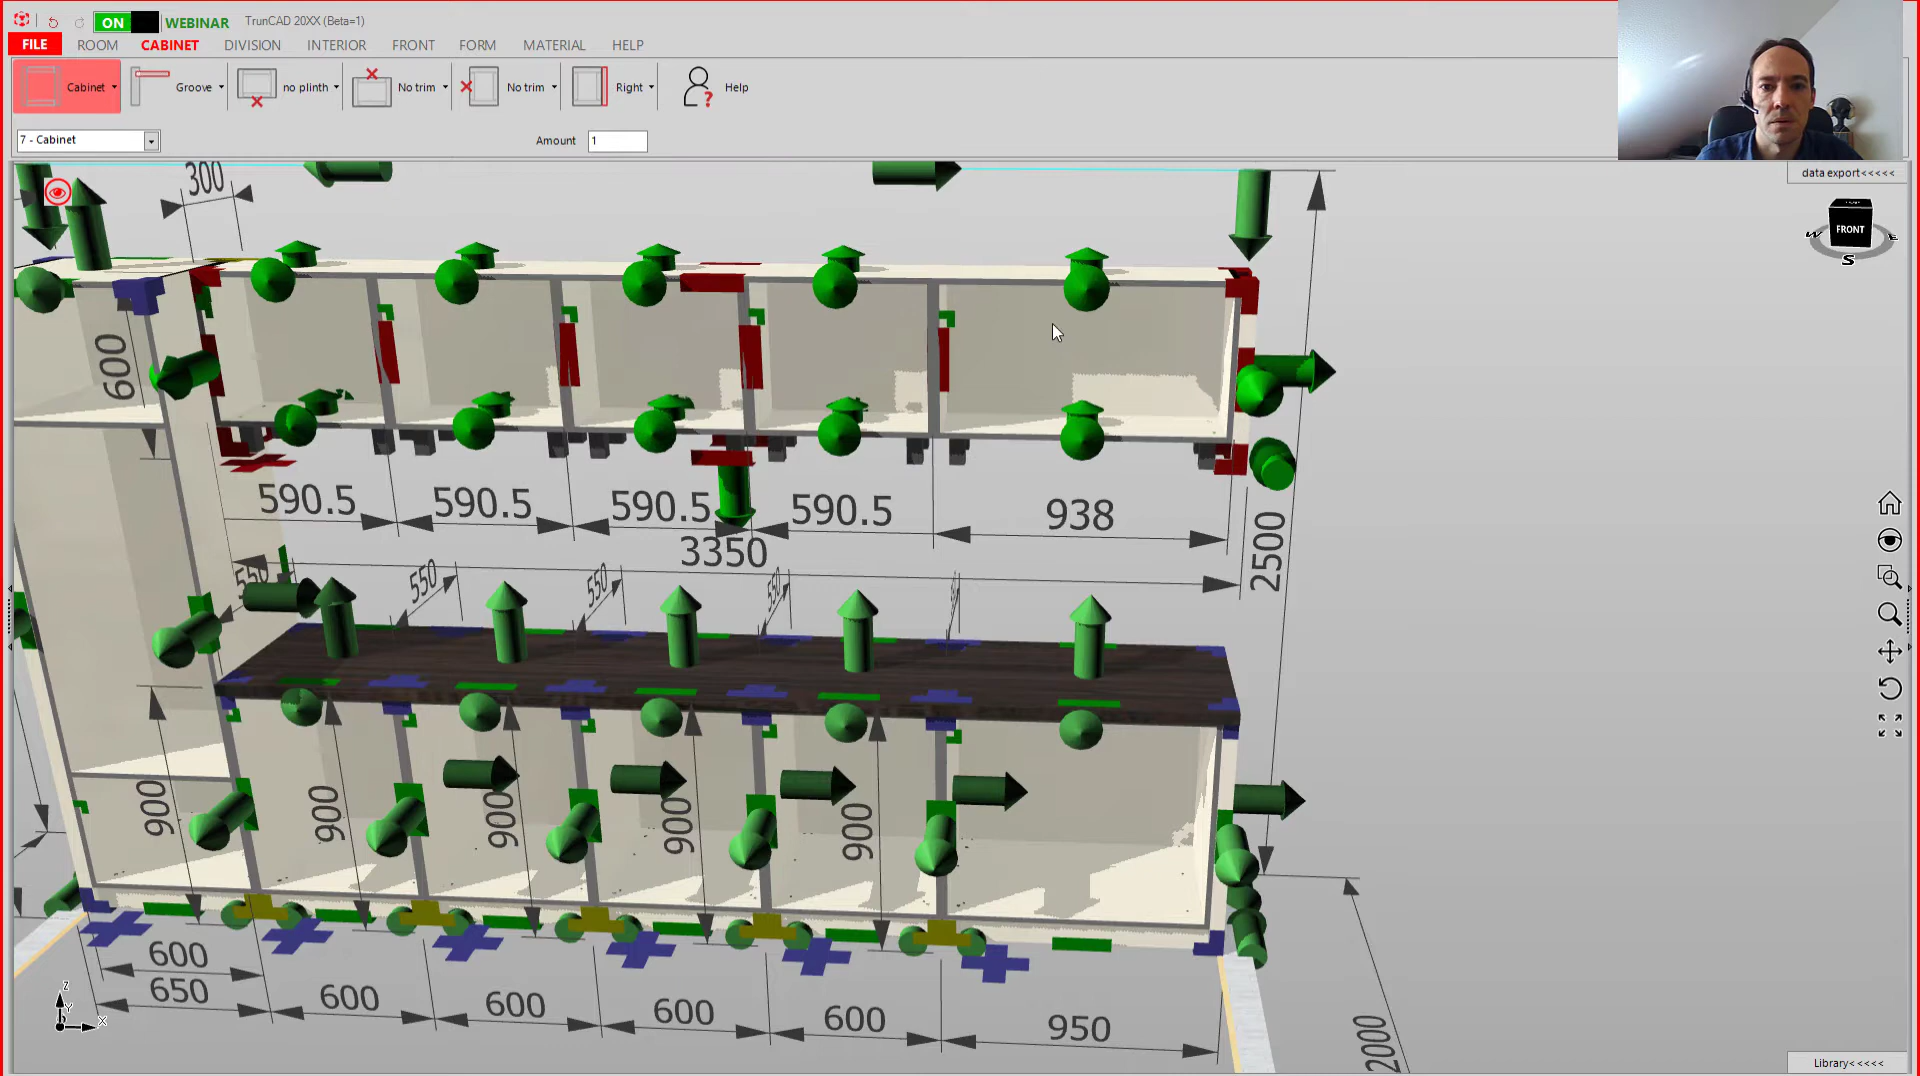 ON WEBINAR TrunCAD 20XX (Beta=1)
FILE ROOM CABINET DIVISION INTERIOR FRONT FORM MATERIAL HELP
Cabinet Groove no plinth No trim No trim Right Help
7 - Cabinet Amount 1
data export<<<<<
FRONT
W
E
S
300
600
590.5 590.5 590.5 590.5 938
3350
2500
550 550 550 550
900 900 900 900 900
600
650 600 600 600 600 950
2000
Z
Y
X
Library<<<<<